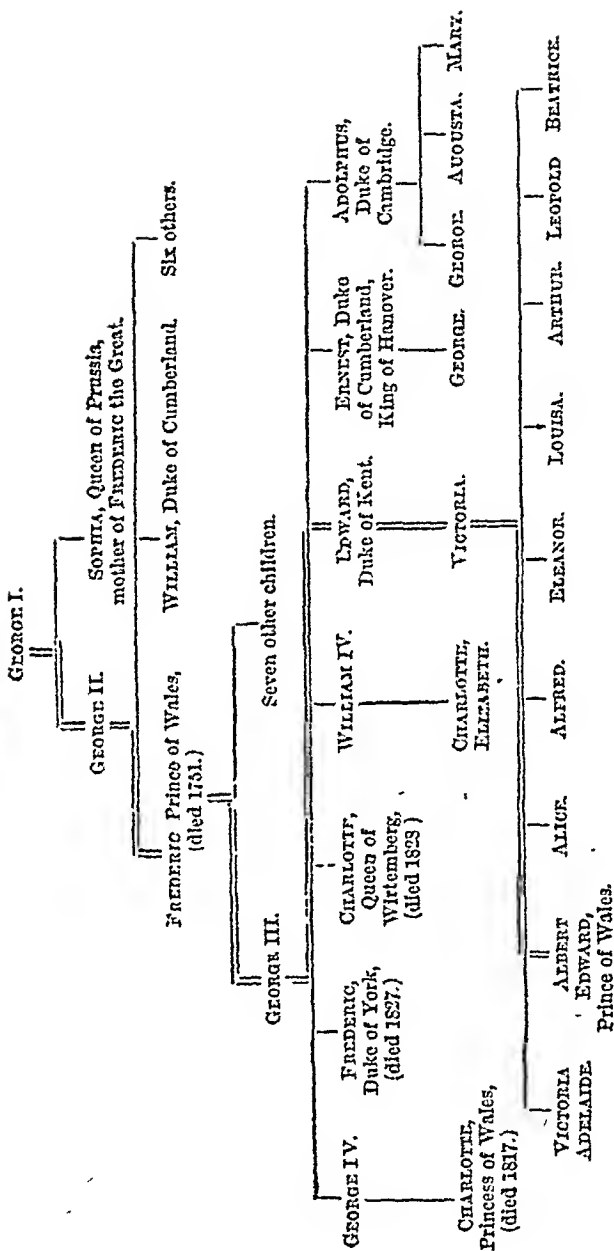 GEORGE I.
GEORGE II.
SOPHIA, Queen of Prussia,
mother of FREDERIC the Great.
FREDERIC Prince of Wales,
(died 1751.)
WILLIAM, Duke of Cumberland.
Six others.
GEORGE III.
Seven other children.
GEORGE IV.
FREDERIC,
Duke of York,
(died 1827.)
CHARLOTTE,
Queen of
Wirtemberg,
(died 1828)
WILLIAM IV.
EDWARD,
Duke of Kent.
ERNEST, Duke
of Cumberland,
King of Hanover.
ADOLPHUS,
Duke of
Cambridge.
CHARLOTTE,
Princess of Wales,
(died 1817.)
CHARLOTTE,
ELIZABETH.
VICTORIA.
GEORGE.
GEORGE.
AUGUSTA.
MARY.
VICTORIA
ADELAIDE.
ALBERT
EDWARD,
Prince of Wales.
ALICE.
ALFRED.
ELEANOR.
LOUISA.
ARTHUR.
LEOPOLD
BEATRICE.